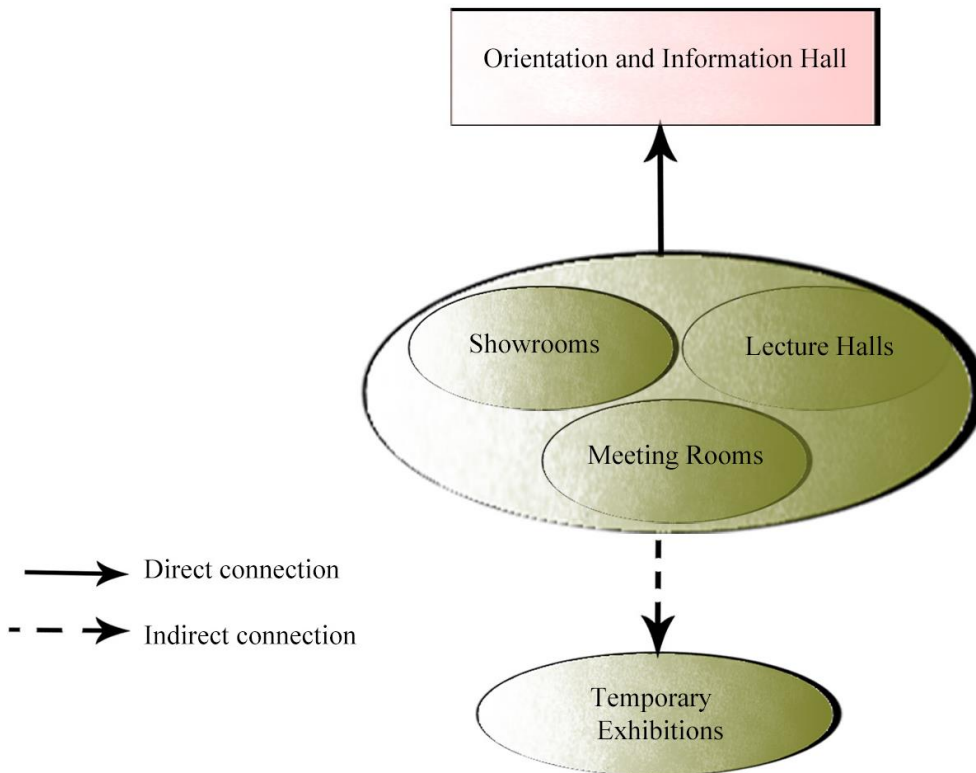 Orientation and Information Hall
Showrooms
Lecture Halls
Meeting Rooms
Direct connection
Indirect connection
Temporary
Exhibitions